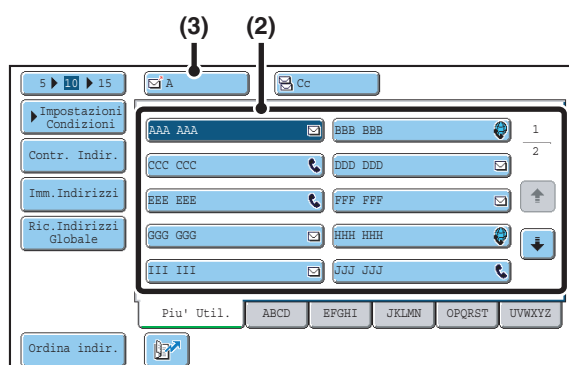 (3) (2)
5 10 15 A Cc
Impostazioni
Condizioni
Contr. Indir.
Imm.Indirizzi
Ric.Indirizzi
Globale
AAA AAA BBB BBB
CCC CCC DDD DDD
EEE EEE FFF FFF
GGG GGG HHH HHH
III III JJJ JJJ
1
2
Piu' Util. ABCD EFGHI JKLMN OPQRST UVWXYZ
Ordina indir.